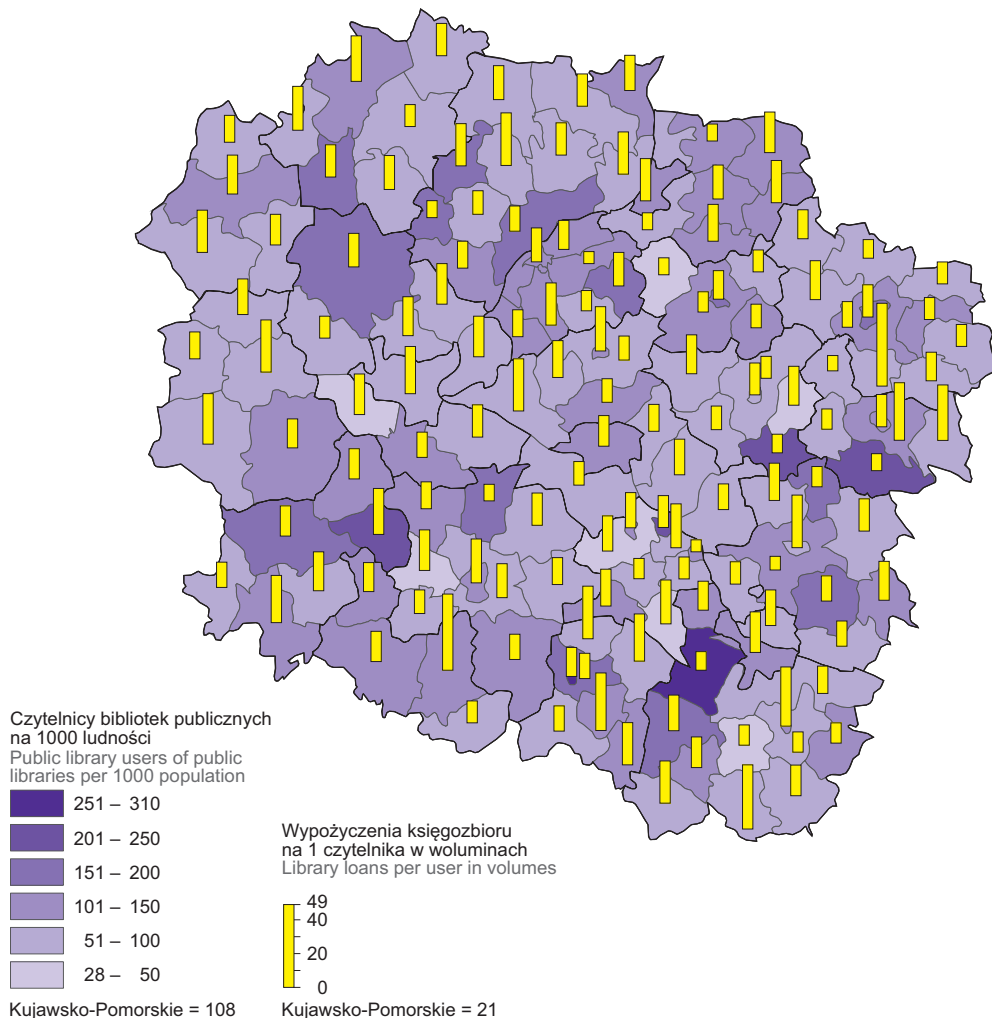 Czytelnicy bibliotek publicznych
na 1000 ludności
Public library users of public
libraries per 1000 population
251 – 310
201 – 250
151 – 200
101 – 150
51 – 100
28 – 50
Kujawsko-Pomorskie = 108
Wypożyczenia księgozbioru
na 1 czytelnika w woluminach
Library loans per user in volumes
49
40
20
0
Kujawsko-Pomorskie = 21